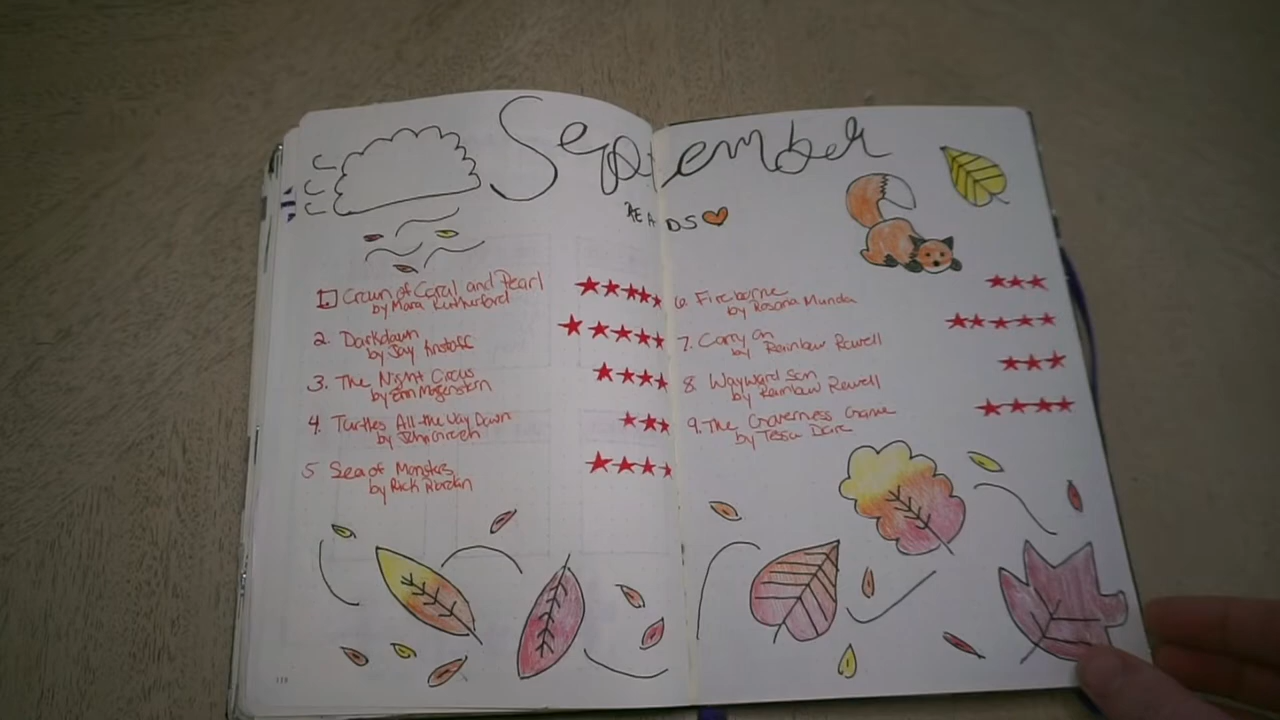 September
READS
1. Crown of Coral and Pearl
by Mara Rutherford
2. Darkdawn
by Jay Kristoff
3. The Night Circus
by Erin Morgenstern
4. Turtles All the Way Down
by John Green
5 Sea of Monsters
by Rick Riordan
6. Fireborne
by Rosaria Munda
7. Carry On
by Rainbow Rowell
8. Wayward Son
by Rainbow Rowell
9. The Governess Game
by Tessa Dare